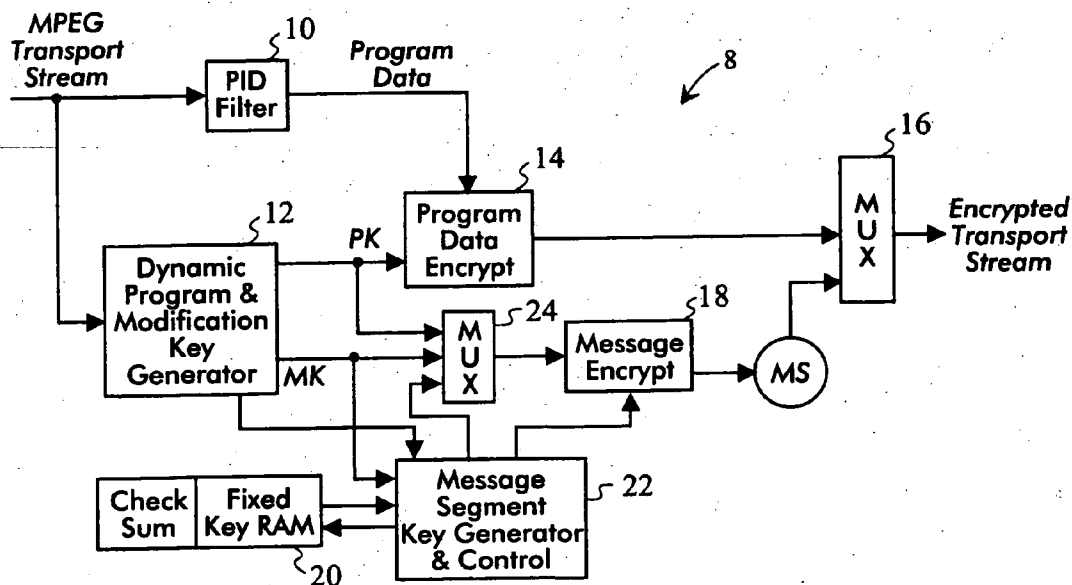 MPEG
Transport
Stream
10
PID
Filter
Program
Data
8
16
MUX
Encrypted
Transport
Stream
14
Program
Data
Encrypt
12
Dynamic
Program &
Modification
Key
Generator
PK
MK
24
MUX
18
Message
Encrypt
MS
Check
Sum
Fixed
Key RAM
20
Message
Segment
Key Generator
& Control
22